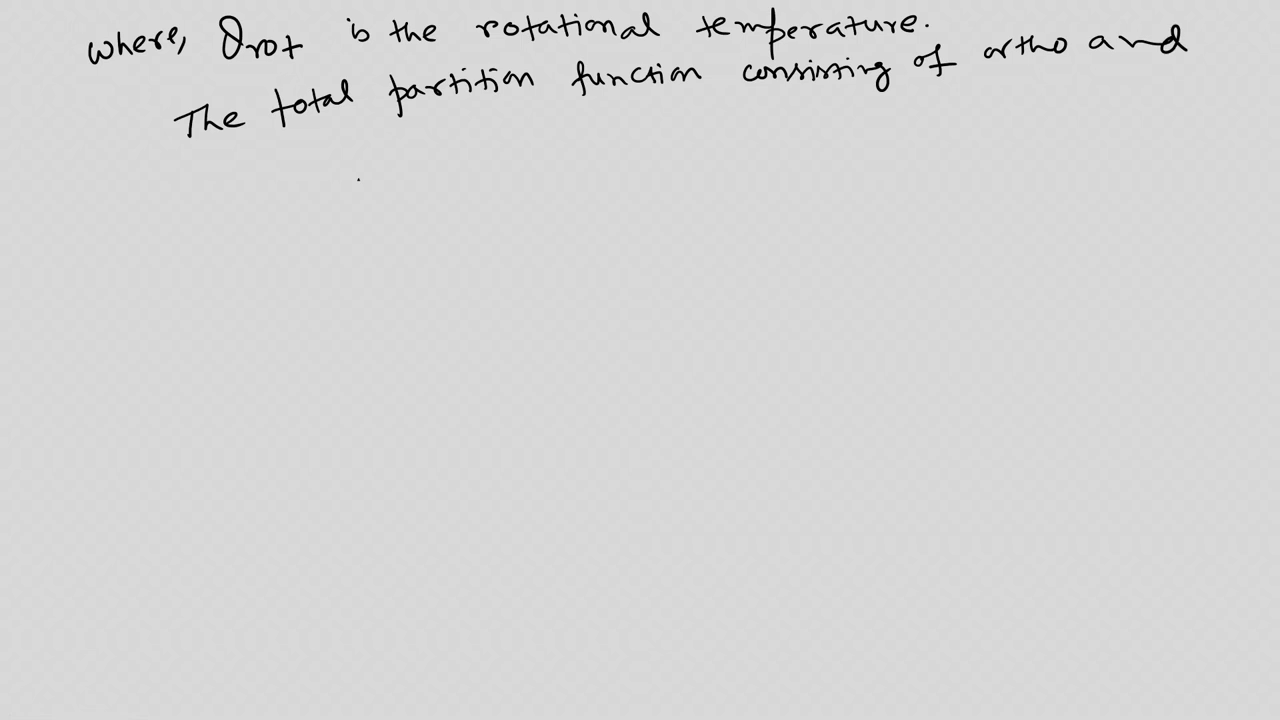 where, θrot is the rotational temperature.
The total partition function consisting of ortho and